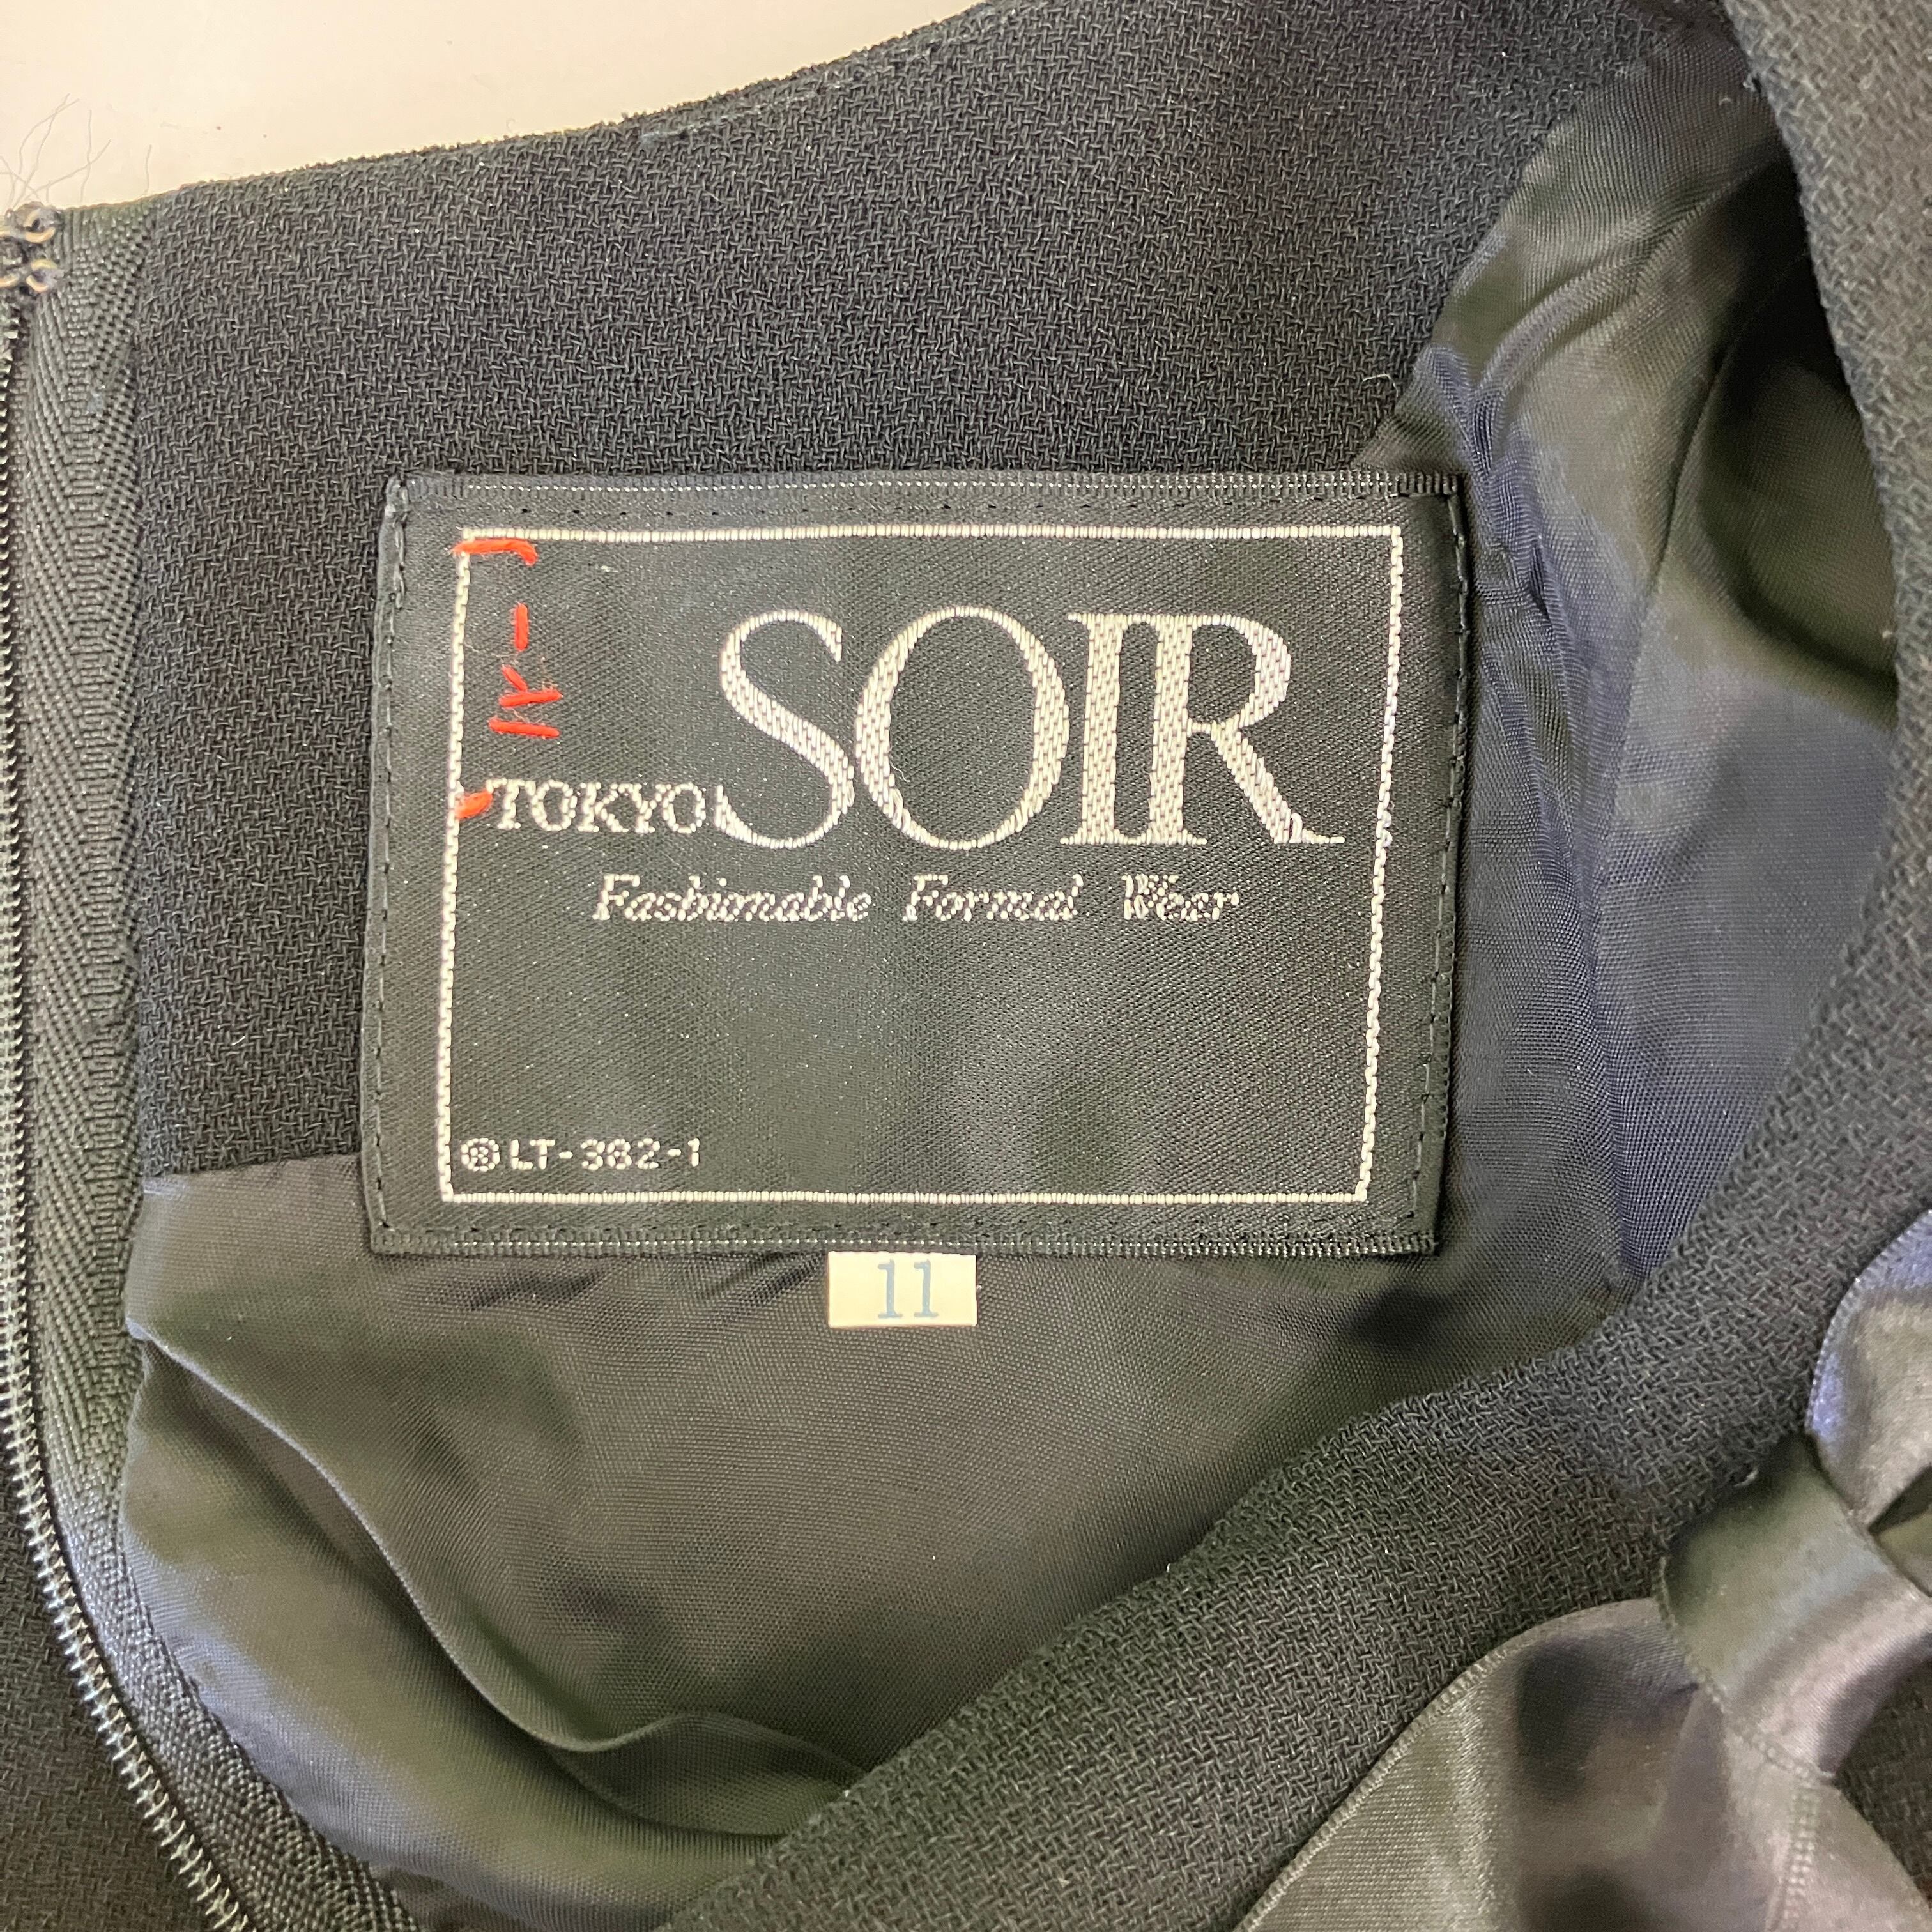 TOKYO SOIR
Fashionable Formal Wear
LT-382-1
11